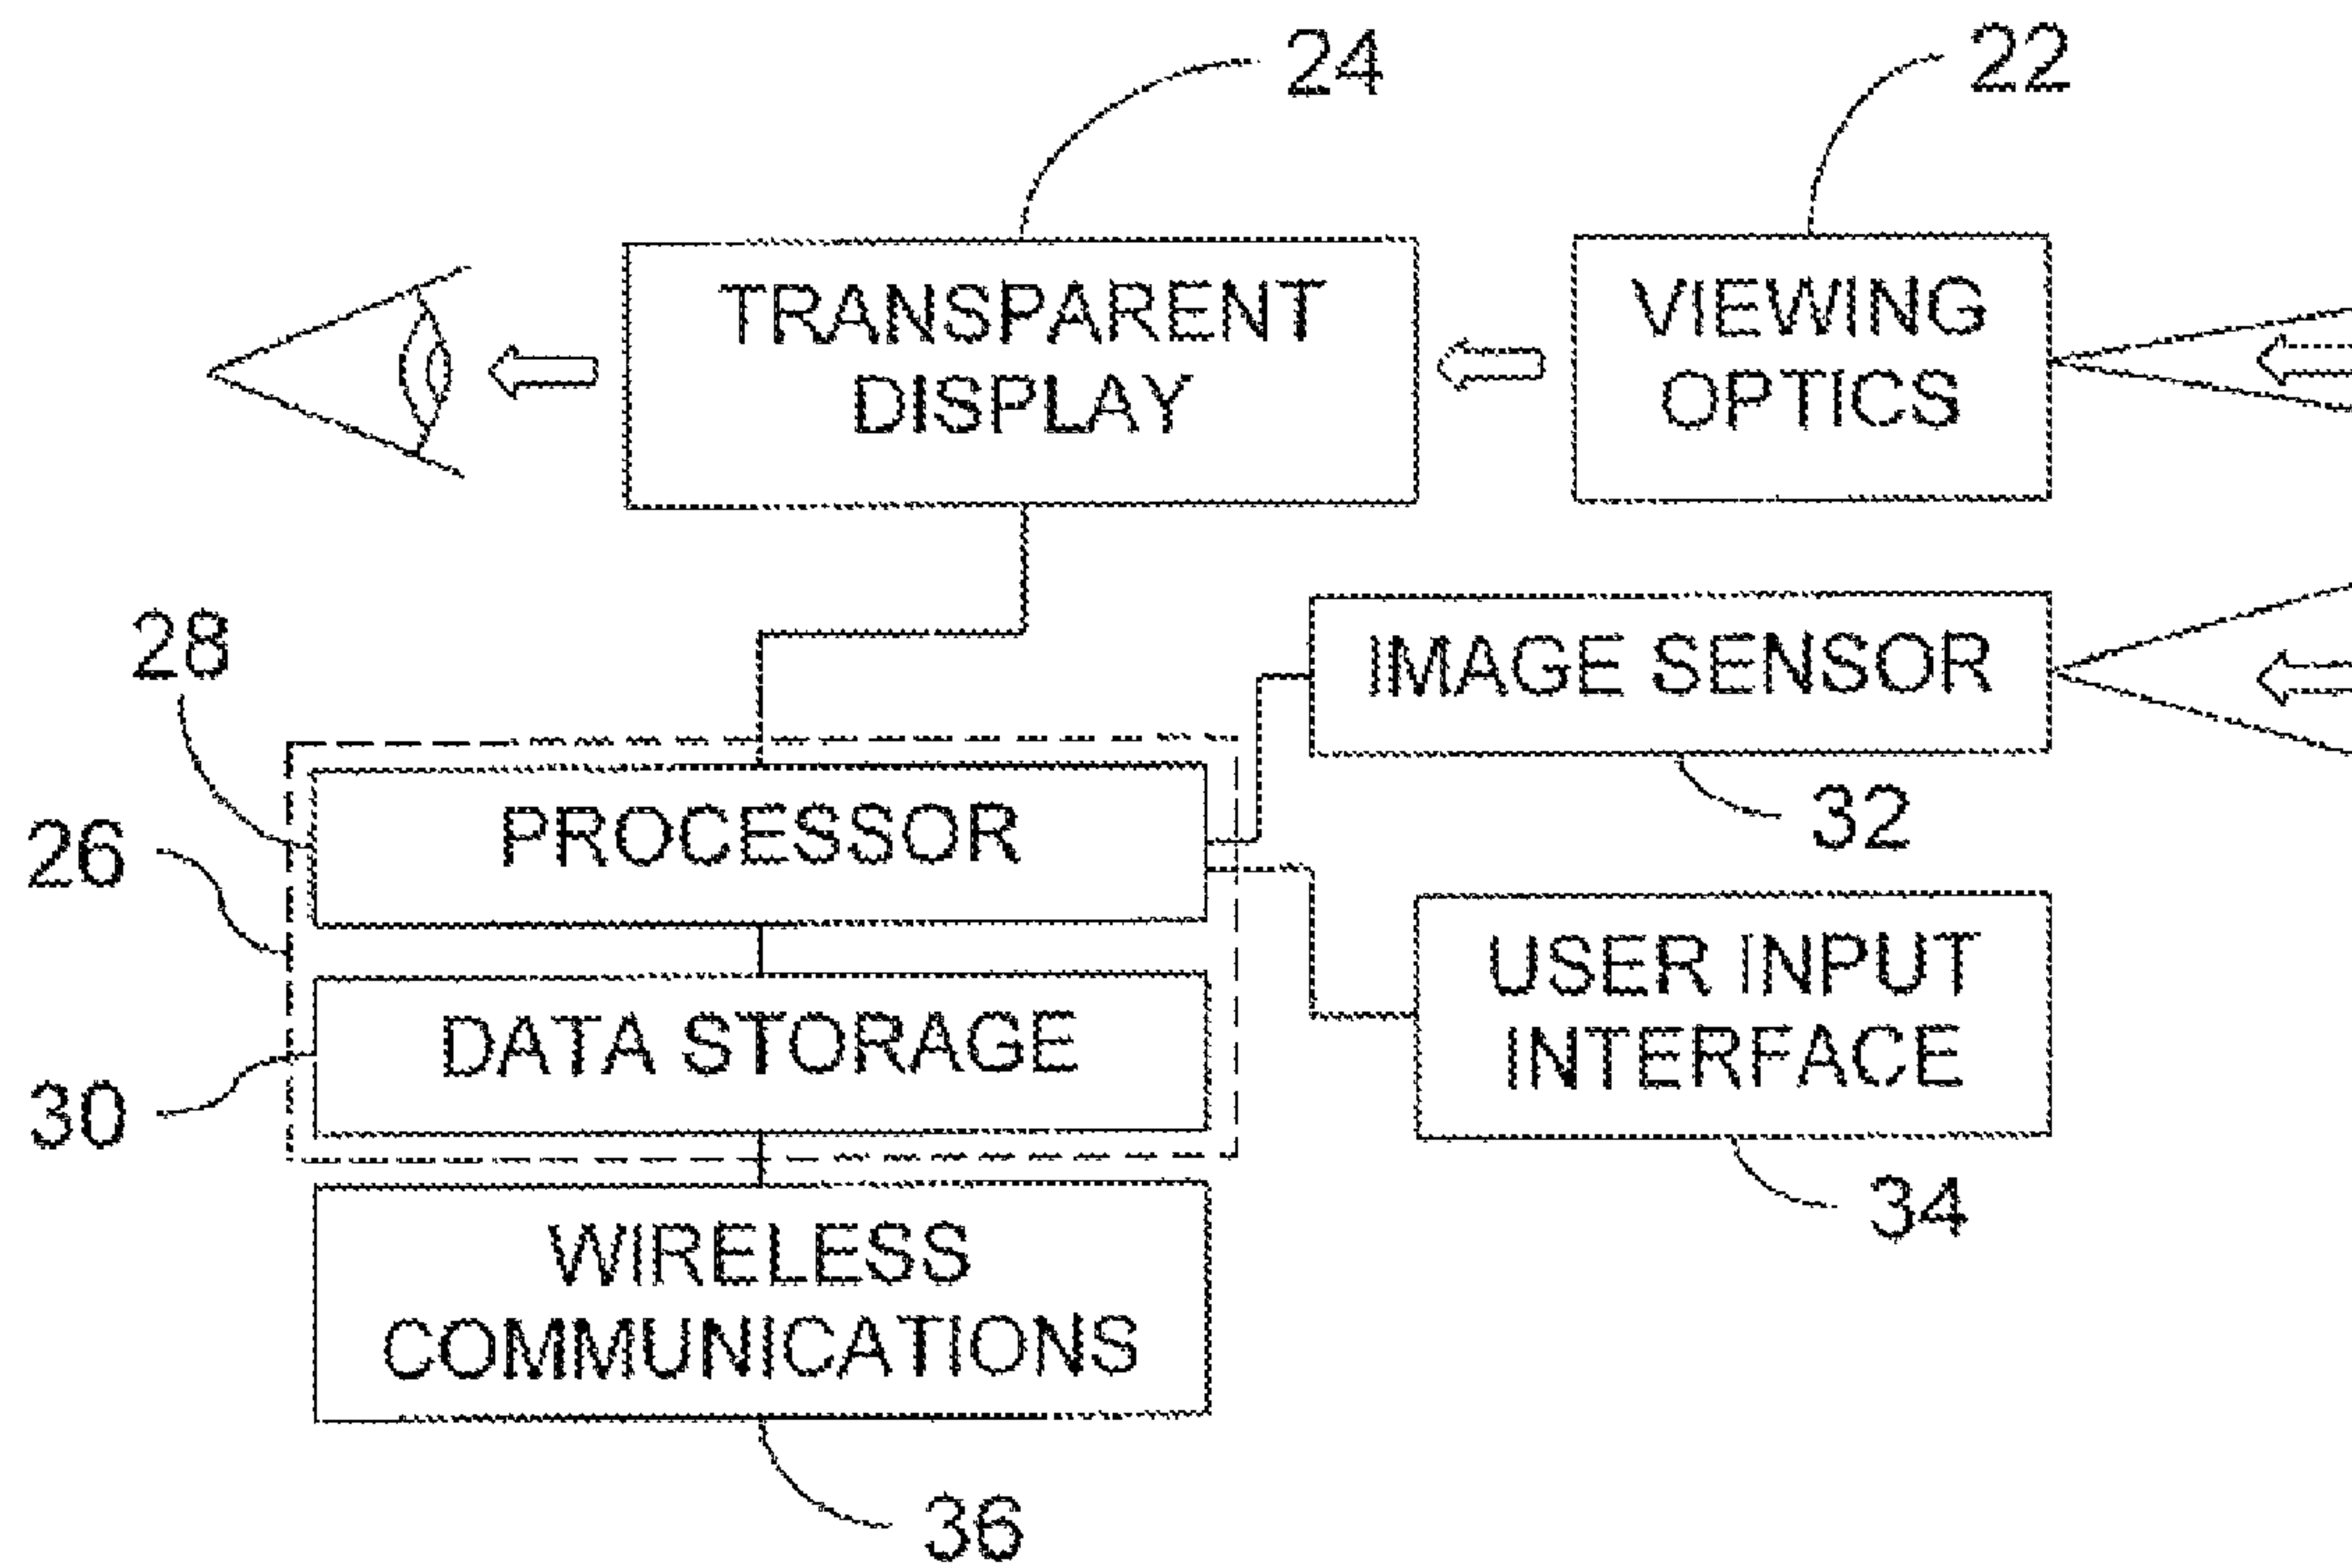 24
22
TRANSPARENT
DISPLAY
VIEWING
OPTICS
28
IMAGE SENSOR
32
26
PROCESSOR
USER INPUT
INTERFACE
30
DATA STORAGE
34
WIRELESS
COMMUNICATIONS
36